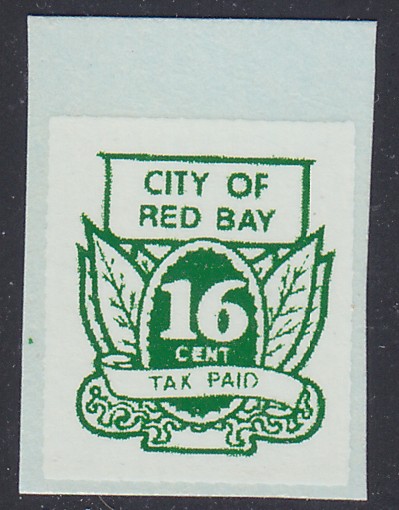 CITY OF
RED BAY
16
CENT
TAX PAID